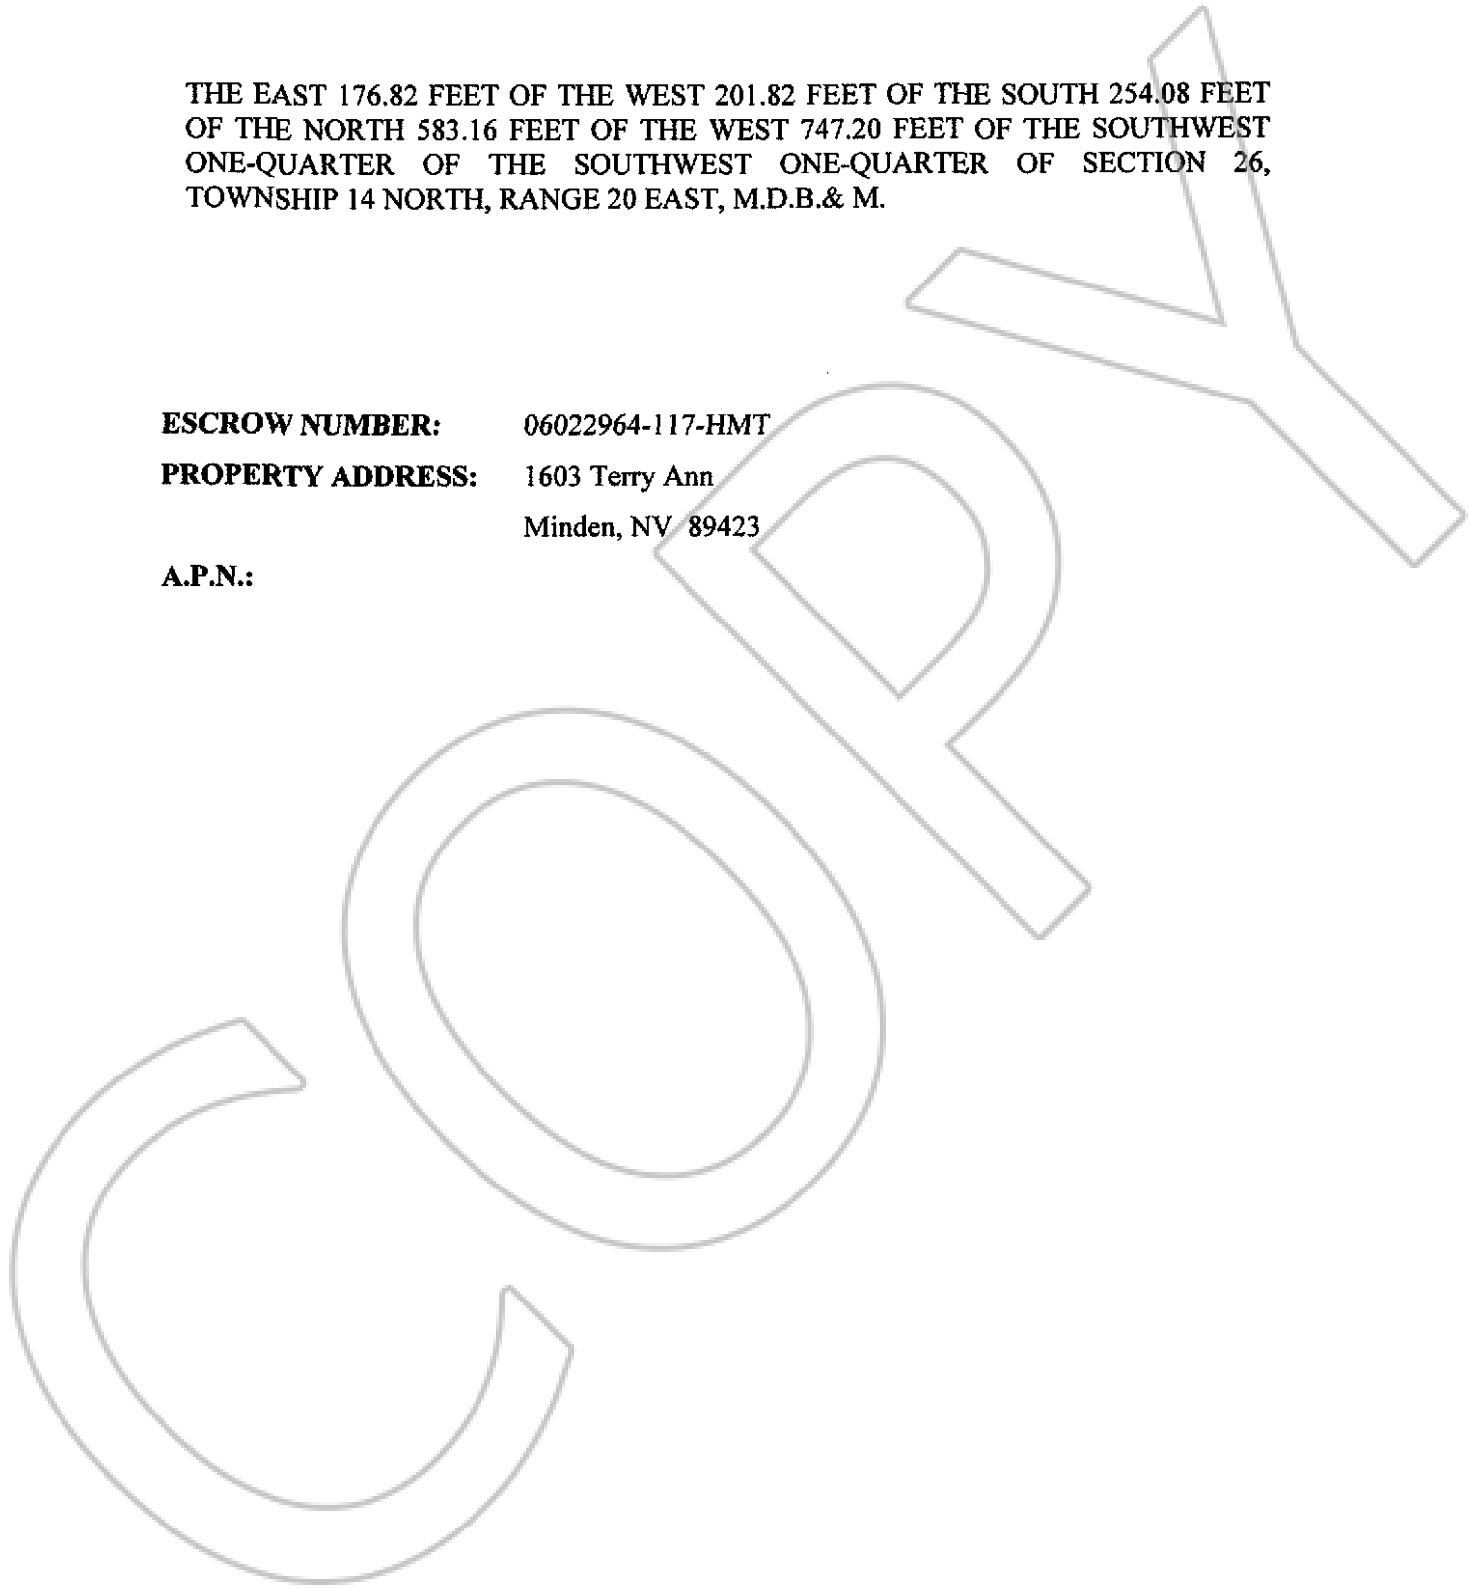 THE EAST 176.82 FEET OF THE WEST 201.82 FEET OF THE SOUTH 254.08 FEET
OF THE NORTH 583.16 FEET OF THE WEST 747.20 FEET OF THE SOUTHWEST
ONE-QUARTER OF THE SOUTHWEST ONE-QUARTER OF SECTION 26,
TOWNSHIP 14 NORTH, RANGE 20 EAST, M.D.B.& M.
ESCROW NUMBER: 06022964-117-HMT
PROPERTY ADDRESS: 1603 Terry Ann
Minden, NV 89423
A.P.N.:
COPY